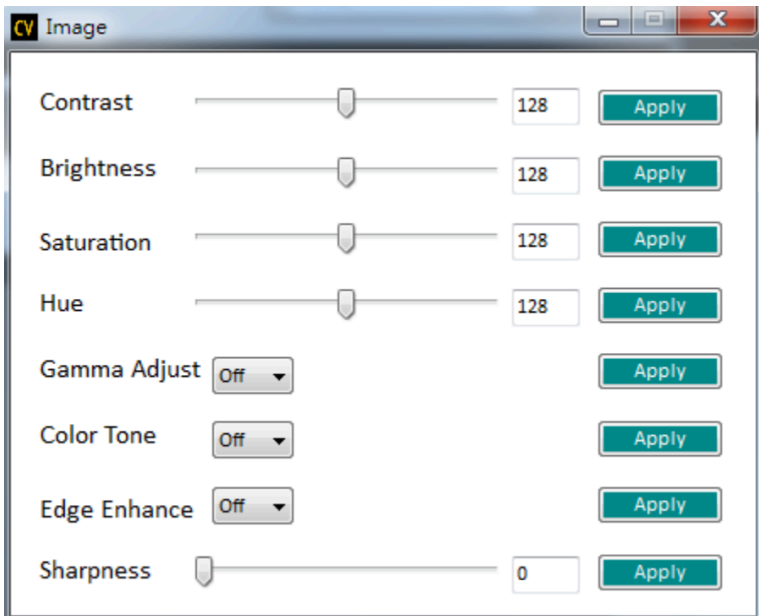 CV Image
Contrast 128 Apply
Brightness 128 Apply
Saturation 128 Apply
Hue 128 Apply
Gamma Adjust Off Apply
Color Tone Off Apply
Edge Enhance Off Apply
Sharpness 0 Apply